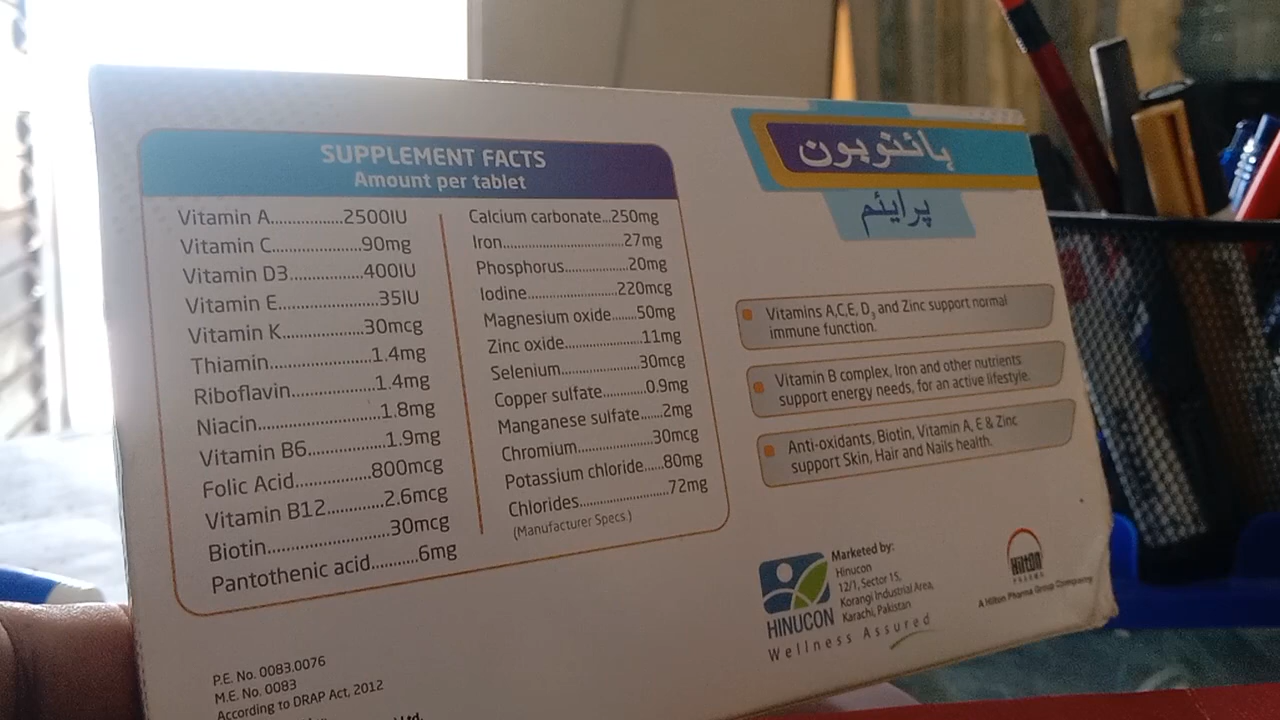 SUPPLEMENT FACTS
Amount per tablet
Vitamin A...............2500IU
Vitamin C...................90mg
Vitamin D3................400IU
Vitamin E......................35IU
Vitamin K.................30mcg
Thiamin......................1.4mg
Riboflavin..................1.4mg
Niacin..........................1.8mg
Vitamin B6................1.9mg
Folic Acid...............800mcg
Vitamin B12............2.6mcg
Biotin..........................30mcg
Pantothenic acid..........6mg
Calcium carbonate...250mg
Iron..............................27mg
Phosphorus...............20mg
Iodine.....................220mcg
Magnesium oxide.......50mg
Zinc oxide.....................11mg
Selenium..................30mcg
Copper sulfate...........0.9mg
Manganese sulfate......2mg
Chromium..................30mcg
Potassium chloride.....80mg
Chlorides.......................72mg
(Manufacturer Specs.)
ہائنوبون
پرائیم
Vitamins A,C,E, D3 and Zinc support normal
immune function.
Vitamin B complex, Iron and other nutrients
support energy needs, for an active lifestyle.
Anti-oxidants, Biotin, Vitamin A, E & Zinc
support Skin, Hair and Nails health.
HINUCON
Wellness Assured
Marketed by:
Hinucon
12/1, Sector 15,
Korangi Industrial Area,
Karachi, Pakistan
Hilton
PHARMA
A Hilton Pharma Group Company
P.E. No. 0083.0076
M.E. No. 0083
According to DRAP Act, 2012
Ltd.